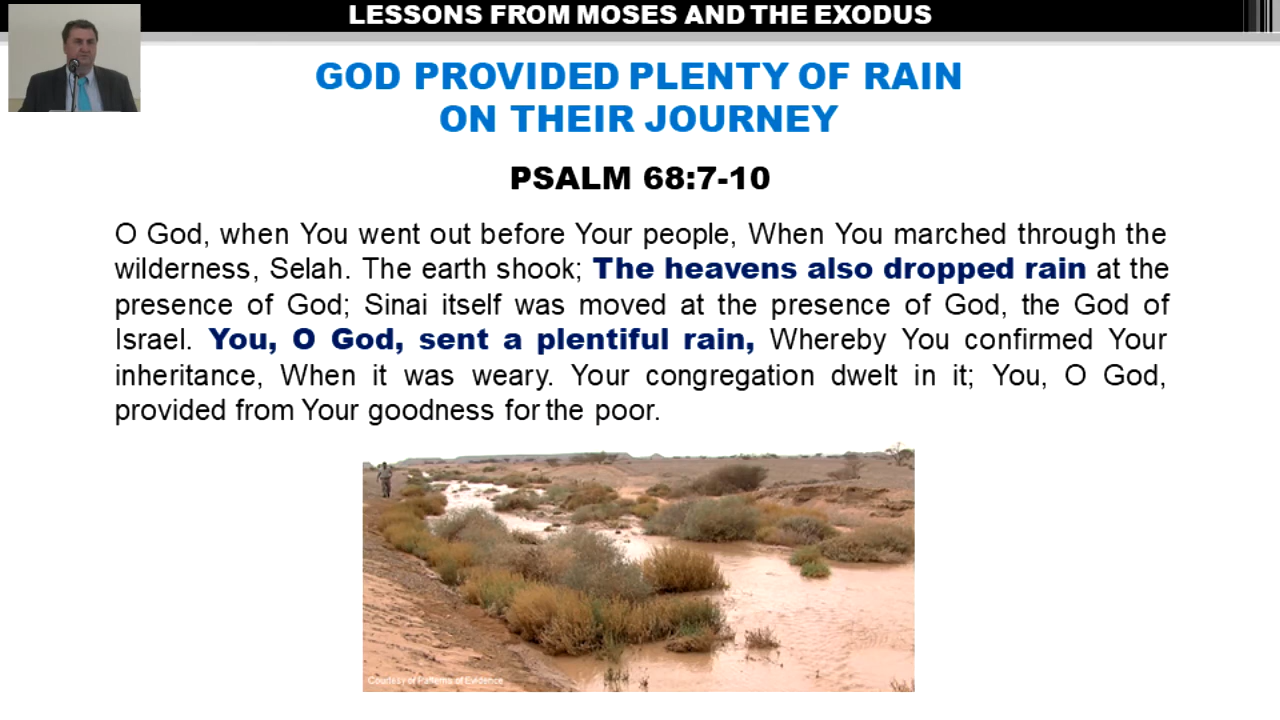 LESSONS FROM MOSES AND THE EXODUS
GOD PROVIDED PLENTY OF RAIN
ON THEIR JOURNEY
PSALM 68:7-10
O God, when You went out before Your people, When You marched through the
wilderness, Selah. The earth shook; The heavens also dropped rain at the
presence of God; Sinai itself was moved at the presence of God, the God of
Israel. You, O God, sent a plentiful rain, Whereby You confirmed Your
inheritance, When it was weary. Your congregation dwelt in it; You, O God,
provided from Your goodness for the poor.
Courtesy of Patterns of Evidence